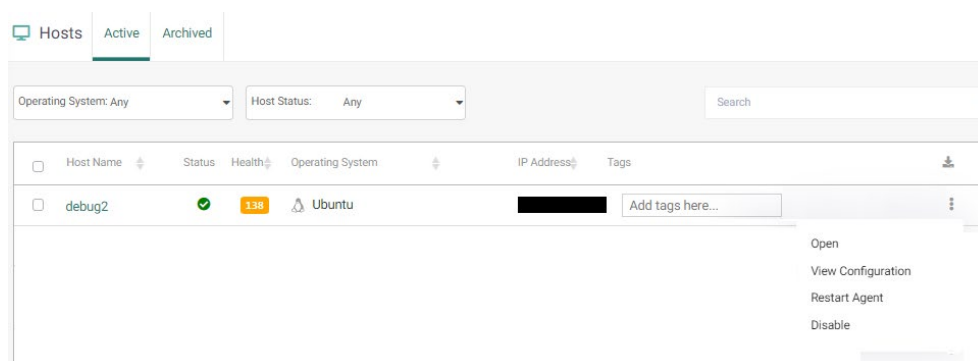 Hosts Active Archived
Operating System: Any Host Status: Any Search
Host Name Status Health Operating System IP Address Tags
debug2 138 Ubuntu Add tags here...
Open
View Configuration
Restart Agent
Disable